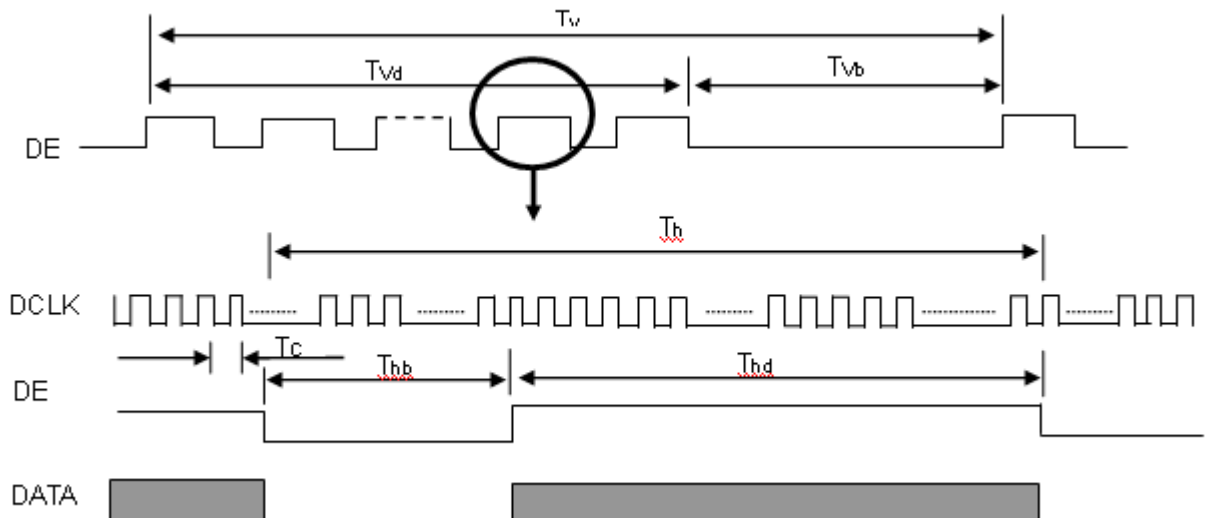 Tv
TVd
TVb
DE
Th
DCLK
Tc
Thb
Thd
DE
DATA